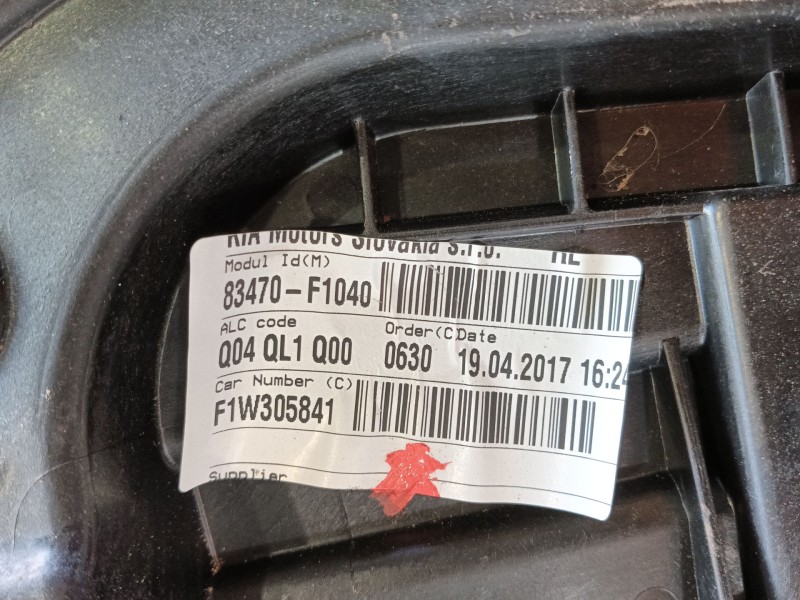 KIA Motors Slovakia s.r.o. RL
Modul Id(M)
83470-F1040
ALC code Order(C)Date
Q04 QL1 Q00 0630 19.04.2017 16:24
Car Number (C)
F1W305841
Supplier